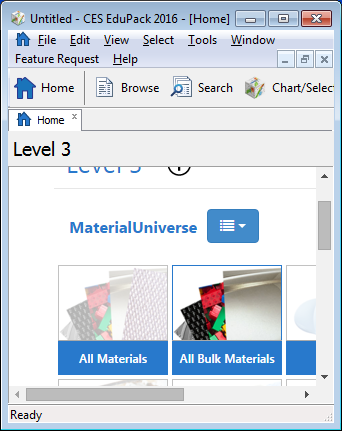 Untitled - CES EduPack 2016 - [Home]
File Edit View Select Tools Window
Feature Request Help
Home Browse Search Chart/Selec
Home
Level 3
Level 3
MaterialUniverse
All Materials All Bulk Materials
Ready